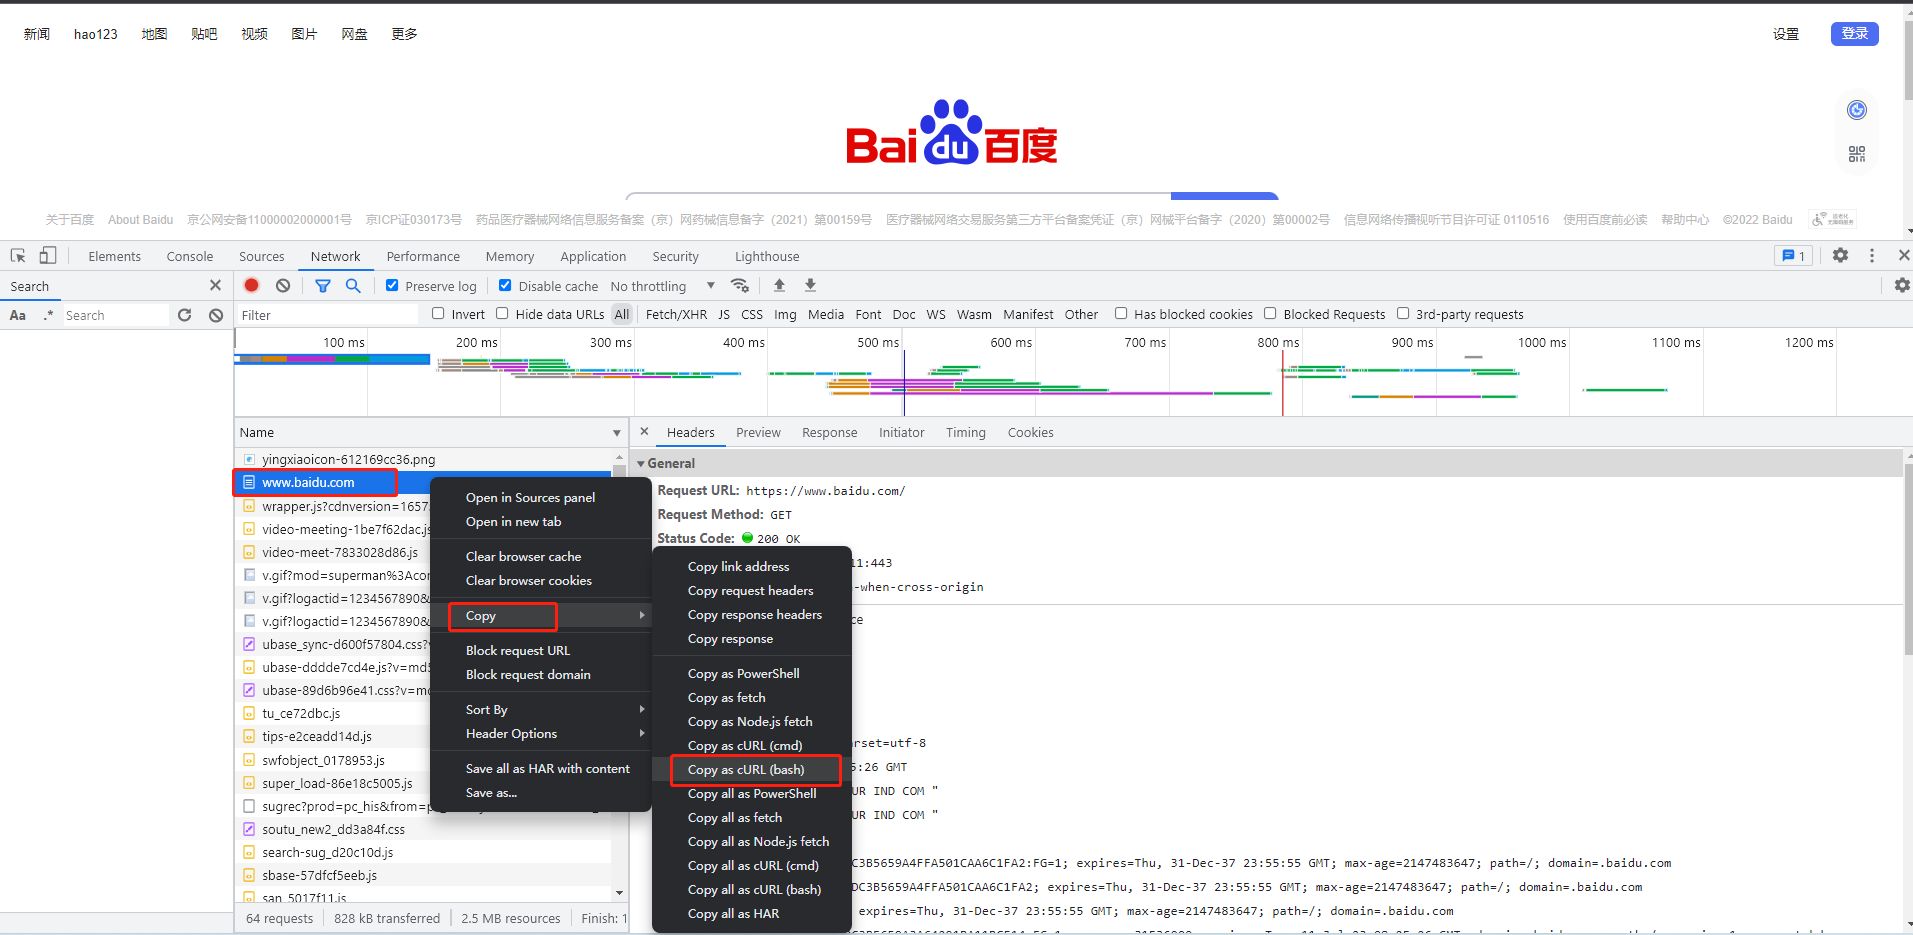 新闻 hao123 地图 贴吧 视频 图片 网盘 更多 设置 登录
Bai du 百度
关于百度 About Baidu 京公网安备11000002000001号 京ICP证030173号 药品医疗器械网络信息服务备案（京）网药械信息备字（2021）第00159号 医疗器械网络交易服务第三方平台备案凭证（京）网械平台备字（2020）第00002号 信息网络传播视听节目许可证 0110516 使用百度前必读 帮助中心 ©2022 Baidu
Elements Console Sources Network Performance Memory Application Security Lighthouse 1
Search
Preserve log Disable cache No throttling
Aa .* Search
Filter Invert Hide data URLs All Fetch/XHR JS CSS Img Media Font Doc WS Wasm Manifest Other Has blocked cookies Blocked Requests 3rd-party requests
100 ms 200 ms 300 ms 400 ms 500 ms 600 ms 700 ms 800 ms 900 ms 1000 ms 1100 ms 1200 ms
Name
yingxiaoicon-612169cc36.png
www.baidu.com
wrapper.js?cdnversion=1657
video-meeting-1be7f62dac.js
video-meet-7833028d86.js
v.gif?mod=superman%3Acor
v.gif?logactid=1234567890&
v.gif?logactid=1234567890&
ubase_sync-d600f57804.css?v
ubase-dddde7cd4e.js?v=md5
ubase-89d6b96e41.css?v=md
tu_ce72dbc.js
tips-e2ceadd14d.js
swfobject_0178953.js
super_load-86e18c5005.js
sugrec?prod=pc_his&from=p
soutu_new2_dd3a84f.css
search-sug_d20c10d.js
sbase-57dfcf5eeb.js
san_5017f11.js
64 requests 828 kB transferred 2.5 MB resources Finish: 1
Open in Sources panel
Open in new tab
Clear browser cache
Clear browser cookies
Copy
Block request URL
Block request domain
Sort By
Header Options
Save all as HAR with content
Save as...
Copy link address
Copy request headers
Copy response headers
Copy response
Copy as PowerShell
Copy as fetch
Copy as Node.js fetch
Copy as cURL (cmd)
Copy as cURL (bash)
Copy all as PowerShell
Copy all as fetch
Copy all as Node.js fetch
Copy all as cURL (cmd)
Copy all as cURL (bash)
Copy all as HAR
Headers Preview Response Initiator Timing Cookies
General
Request URL: https://www.baidu.com/
Request Method: GET
Status Code: 200 OK
11:443
-when-cross-origin
ce
arset=utf-8
5:26 GMT
UR IND COM "
UR IND COM "
DC3B5659A4FFA501CAA6C1FA2:FG=1; expires=Thu, 31-Dec-37 23:55:55 GMT; max-age=2147483647; path=/; domain=.baidu.com
DC3B5659A4FFA501CAA6C1FA2; expires=Thu, 31-Dec-37 23:55:55 GMT; max-age=2147483647; path=/; domain=.baidu.com
expires=Thu, 31-Dec-37 23:55:55 GMT; max-age=2147483647; path=/; domain=.baidu.com